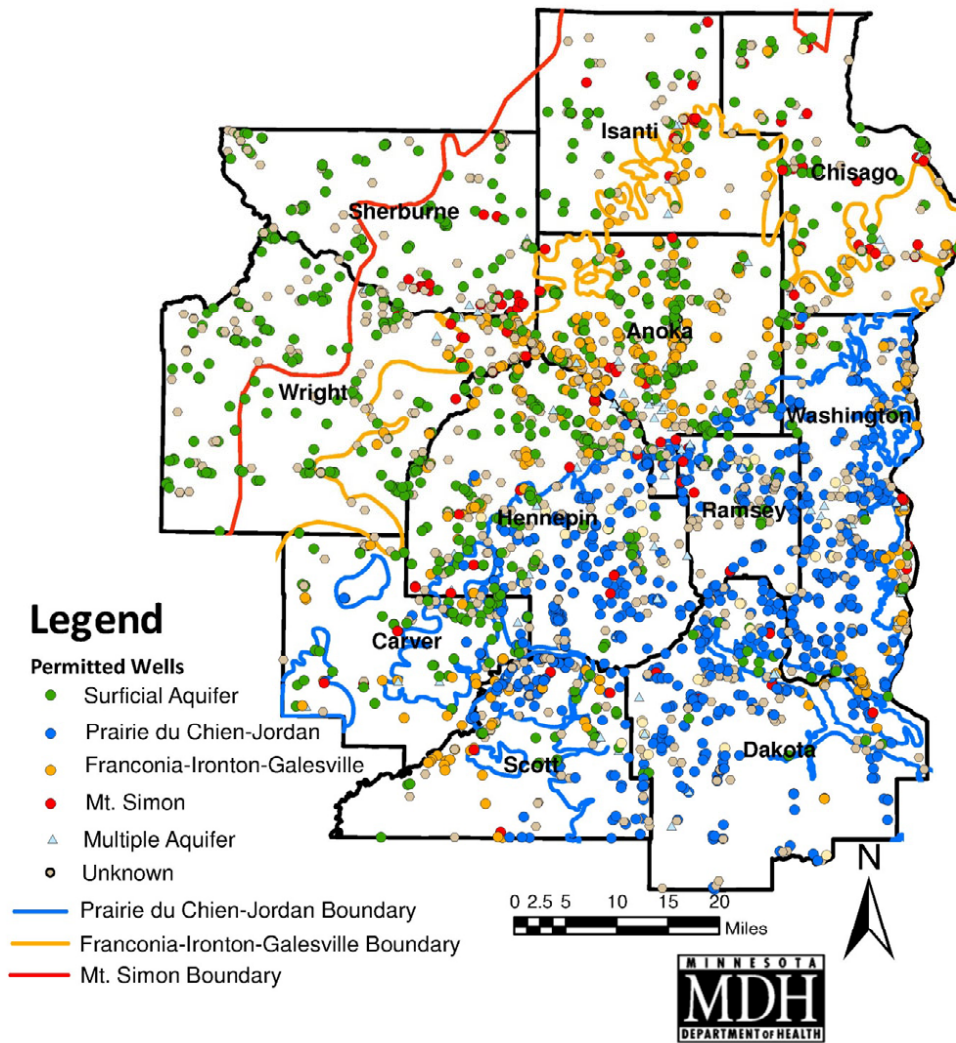 Isanti
Chisago
Sherburne
Anoka
Wright
Washington
Hennepin
Ramsey
Carver
Scott
Dakota
Legend
Permitted Wells
Surficial Aquifer
Prairie du Chien-Jordan
Franconia-Ironton-Galesville
Mt. Simon
Multiple Aquifer
Unknown
Prairie du Chien-Jordan Boundary
Franconia-Ironton-Galesville Boundary
Mt. Simon Boundary
N
0 2.5 5 10 15 20
Miles
MINNESOTA
MDH
DEPARTMENT OF HEALTH